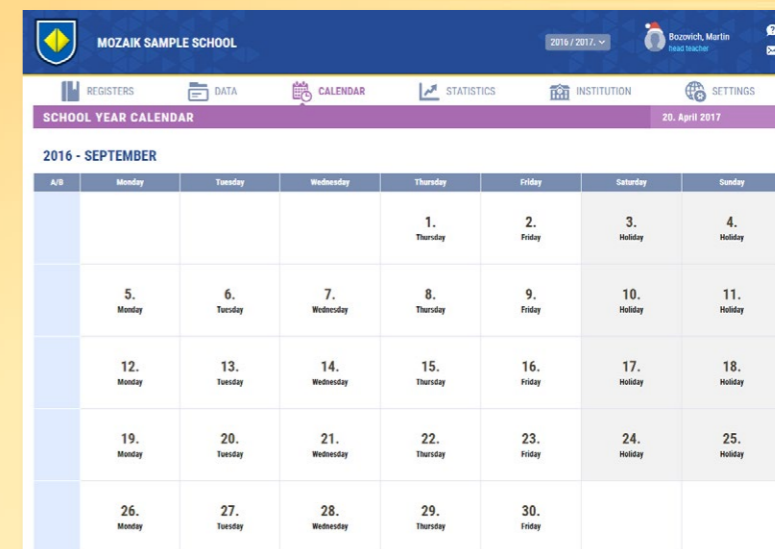 MOZAIK SAMPLE SCHOOL
2016 / 2017.
Bozovich, Martin
head teacher
REGISTERS DATA CALENDAR STATISTICS INSTITUTION SETTINGS
SCHOOL YEAR CALENDAR 20. April 2017
2016 - SEPTEMBER
A/B Monday Tuesday Wednesday Thursday Friday Saturday Sunday
1. 2. 3. 4.
Thursday Friday Holiday Holiday
5. 6. 7. 8. 9. 10. 11.
Monday Tuesday Wednesday Thursday Friday Holiday Holiday
12. 13. 14. 15. 16. 17. 18.
Monday Tuesday Wednesday Thursday Friday Holiday Holiday
19. 20. 21. 22. 23. 24. 25.
Monday Tuesday Wednesday Thursday Friday Holiday Holiday
26. 27. 28. 29. 30.
Monday Tuesday Wednesday Thursday Friday